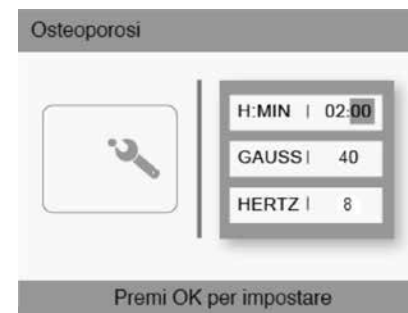 Osteoporosi
H:MIN | 02:00
GAUSS | 40
HERTZ | 8
Premi OK per impostare